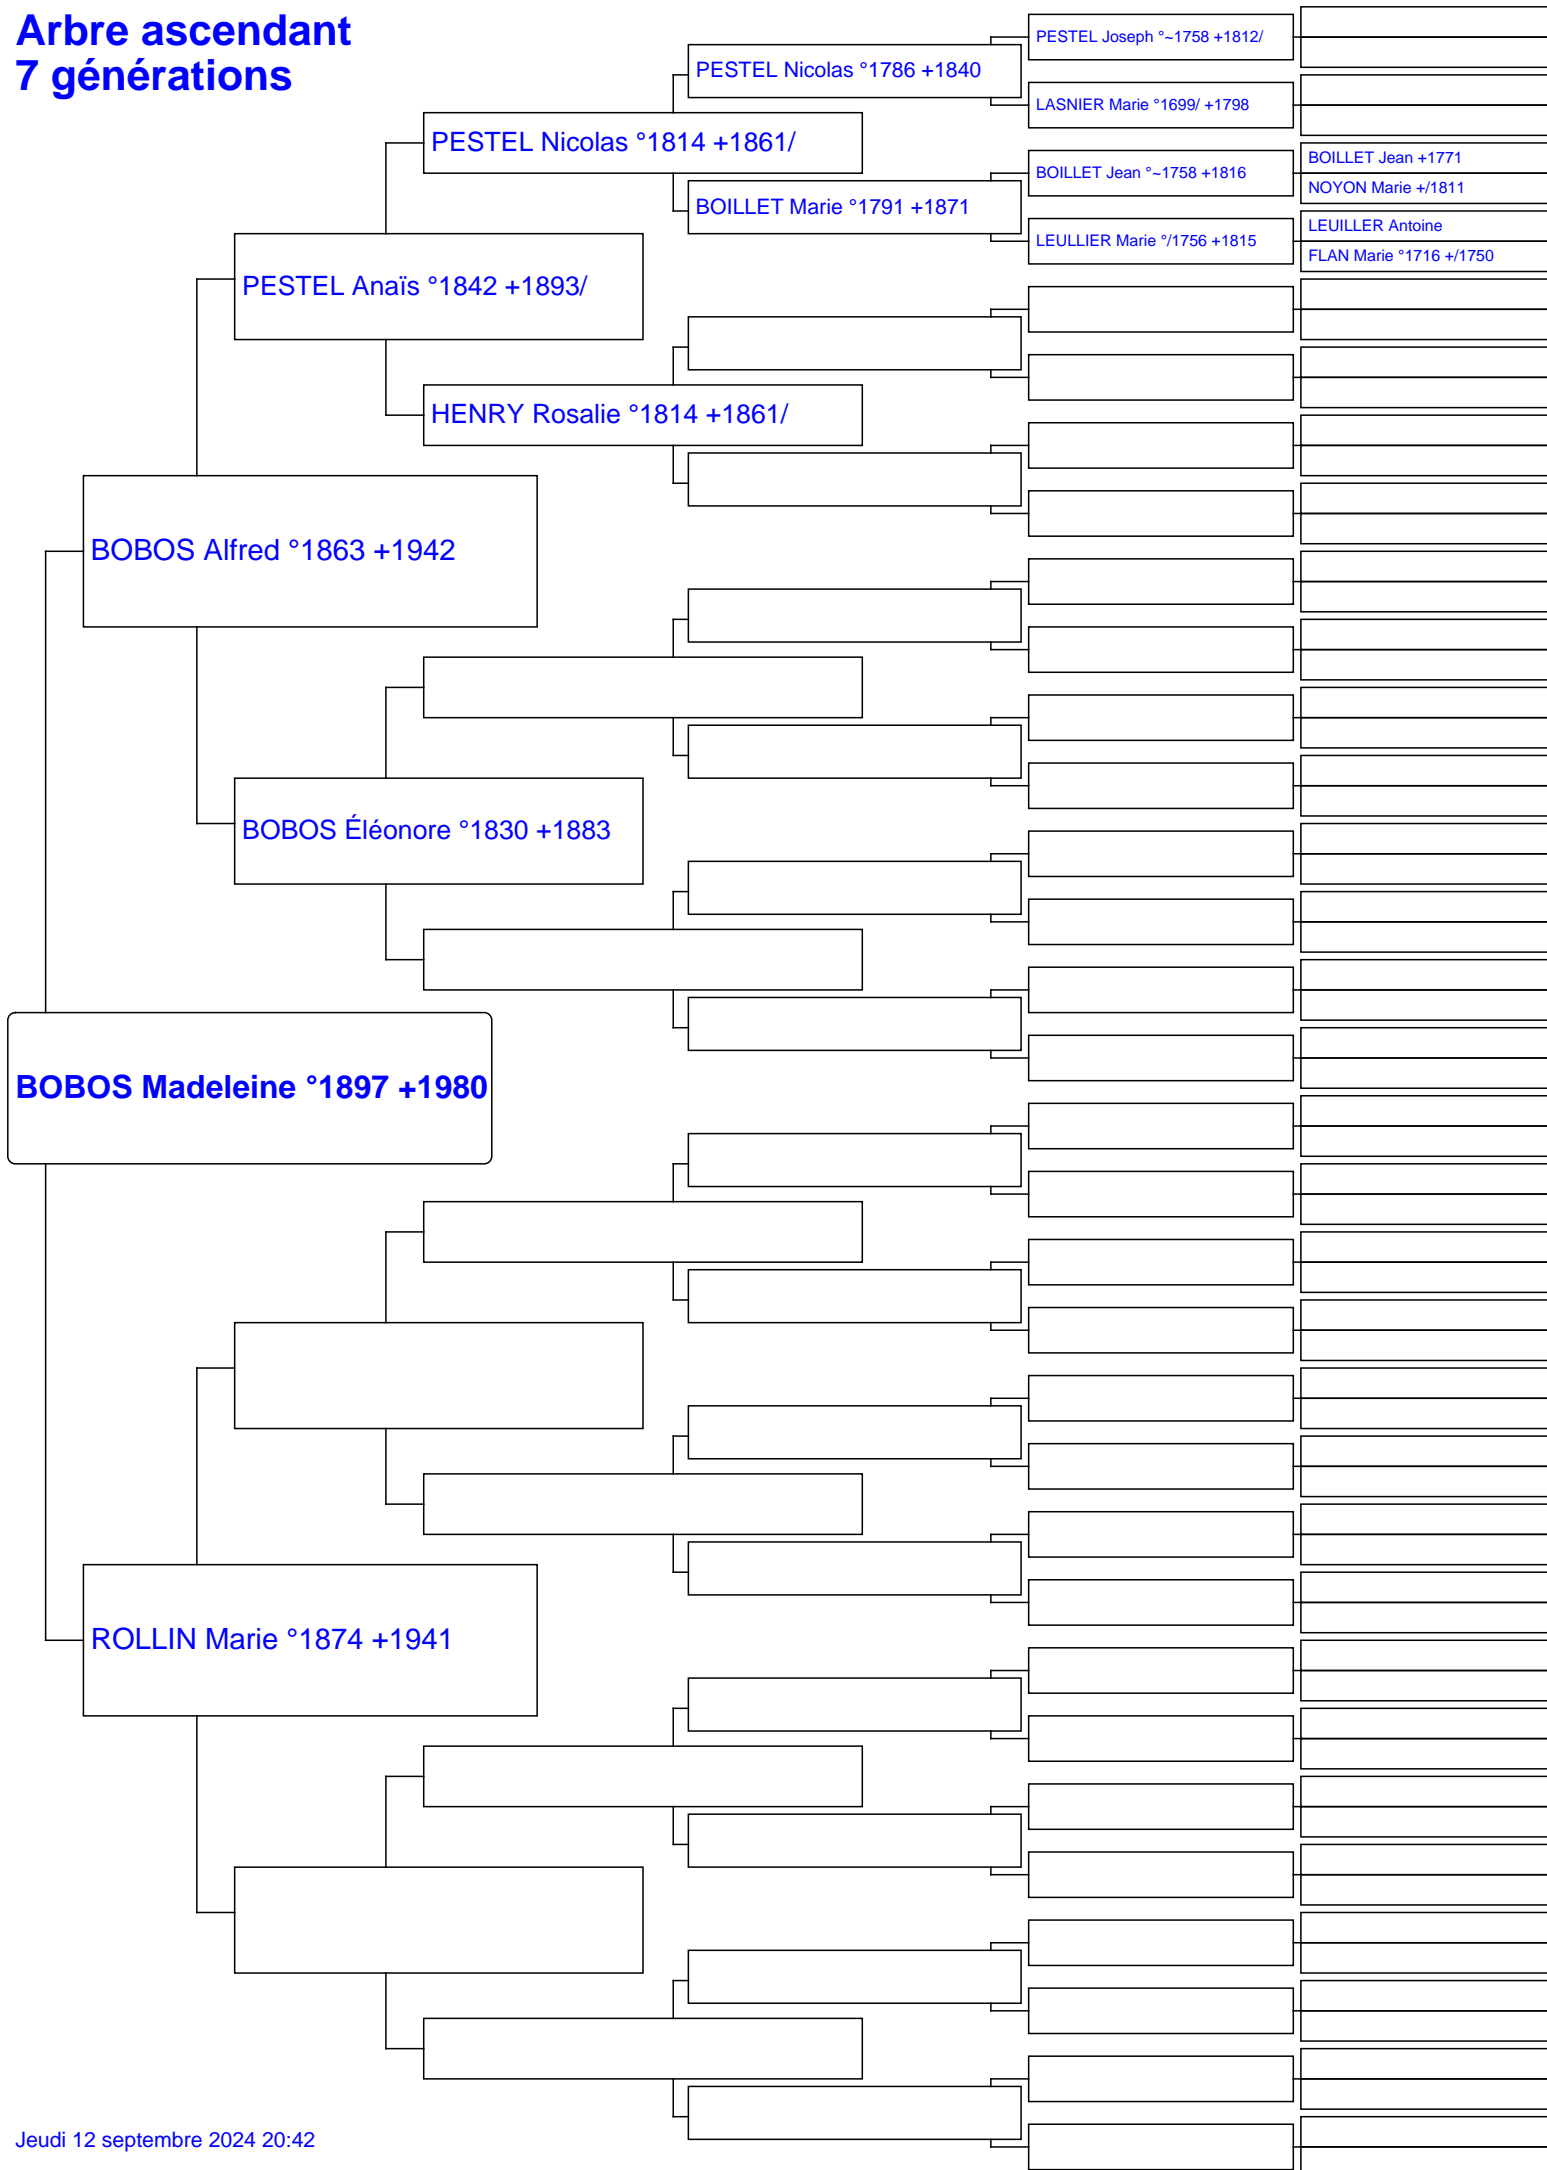 Arbre ascendant
7 générations
PESTEL Joseph °~1758 +1812/
PESTEL Nicolas °1786 +1840
LASNIER Marie °1699/ +1798
PESTEL Nicolas °1814 +1861/
BOILLET Jean +1771
BOILLET Jean °~1758 +1816
NOYON Marie +/1811
BOILLET Marie °1791 +1871
LEUILLER Antoine
LEULLIER Marie °/1756 +1815
FLAN Marie °1716 +/1750
PESTEL Anaïs °1842 +1893/
HENRY Rosalie °1814 +1861/
BOBOS Alfred °1863 +1942
BOBOS Éléonore °1830 +1883
BOBOS Madeleine °1897 +1980
ROLLIN Marie °1874 +1941
Jeudi 12 septembre 2024 20:42